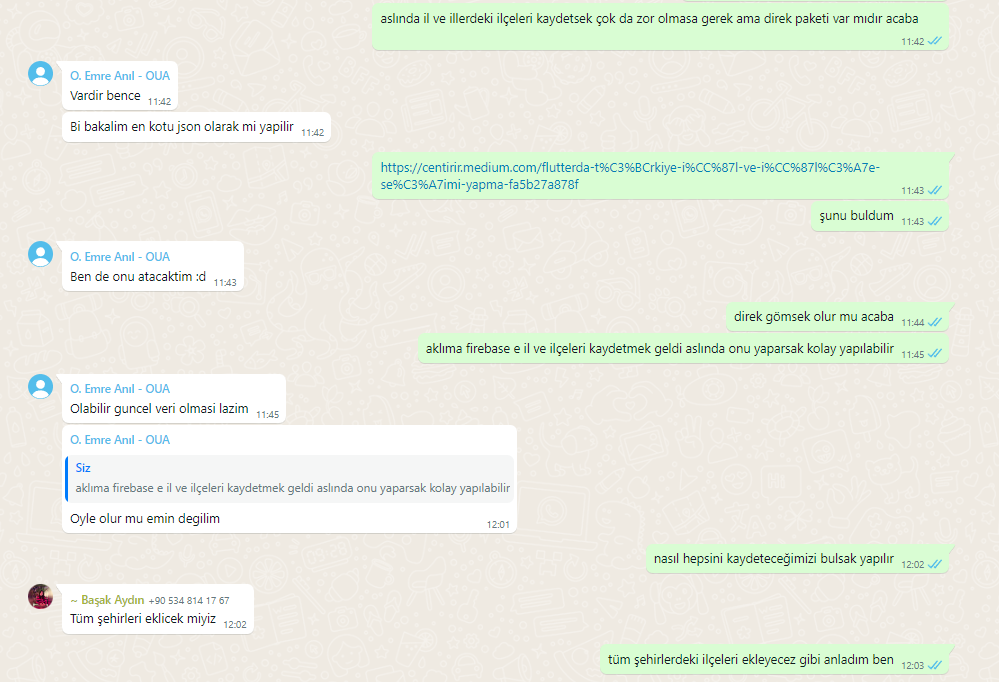 aslında il ve illerdeki ilçeleri kaydetsek çok da zor olmasa gerek ama direk paketi var mıdır acaba
11:42
O. Emre Anıl - OUA
Vardir bence 11:42
Bi bakalim en kotu json olarak mi yapilir 11:42
https://centirir.medium.com/flutterda-t%C3%BCrkiye-i%CC%87l-ve-i%CC%87l%C3%A7e-
se%C3%A7imi-yapma-fa5b27a878f 11:43
şunu buldum 11:43
O. Emre Anıl - OUA
Ben de onu atacaktim :d 11:43
direk gömsek olur mu acaba 11:44
aklıma firebase e il ve ilçeleri kaydetmek geldi aslında onu yaparsak kolay yapılabilir 11:45
O. Emre Anıl - OUA
Olabilir guncel veri olmasi lazim 11:45
O. Emre Anıl - OUA
Siz
aklıma firebase e il ve ilçeleri kaydetmek geldi aslında onu yaparsak kolay yapılabilir
Oyle olur mu emin degilim 12:01
nasıl hepsini kaydeteceğimizi bulsak yapılır 12:02
~ Başak Aydın +90 534 814 17 67
Tüm şehirleri eklicek miyiz 12:02
tüm şehirlerdeki ilçeleri ekleyecez gibi anladım ben 12:03